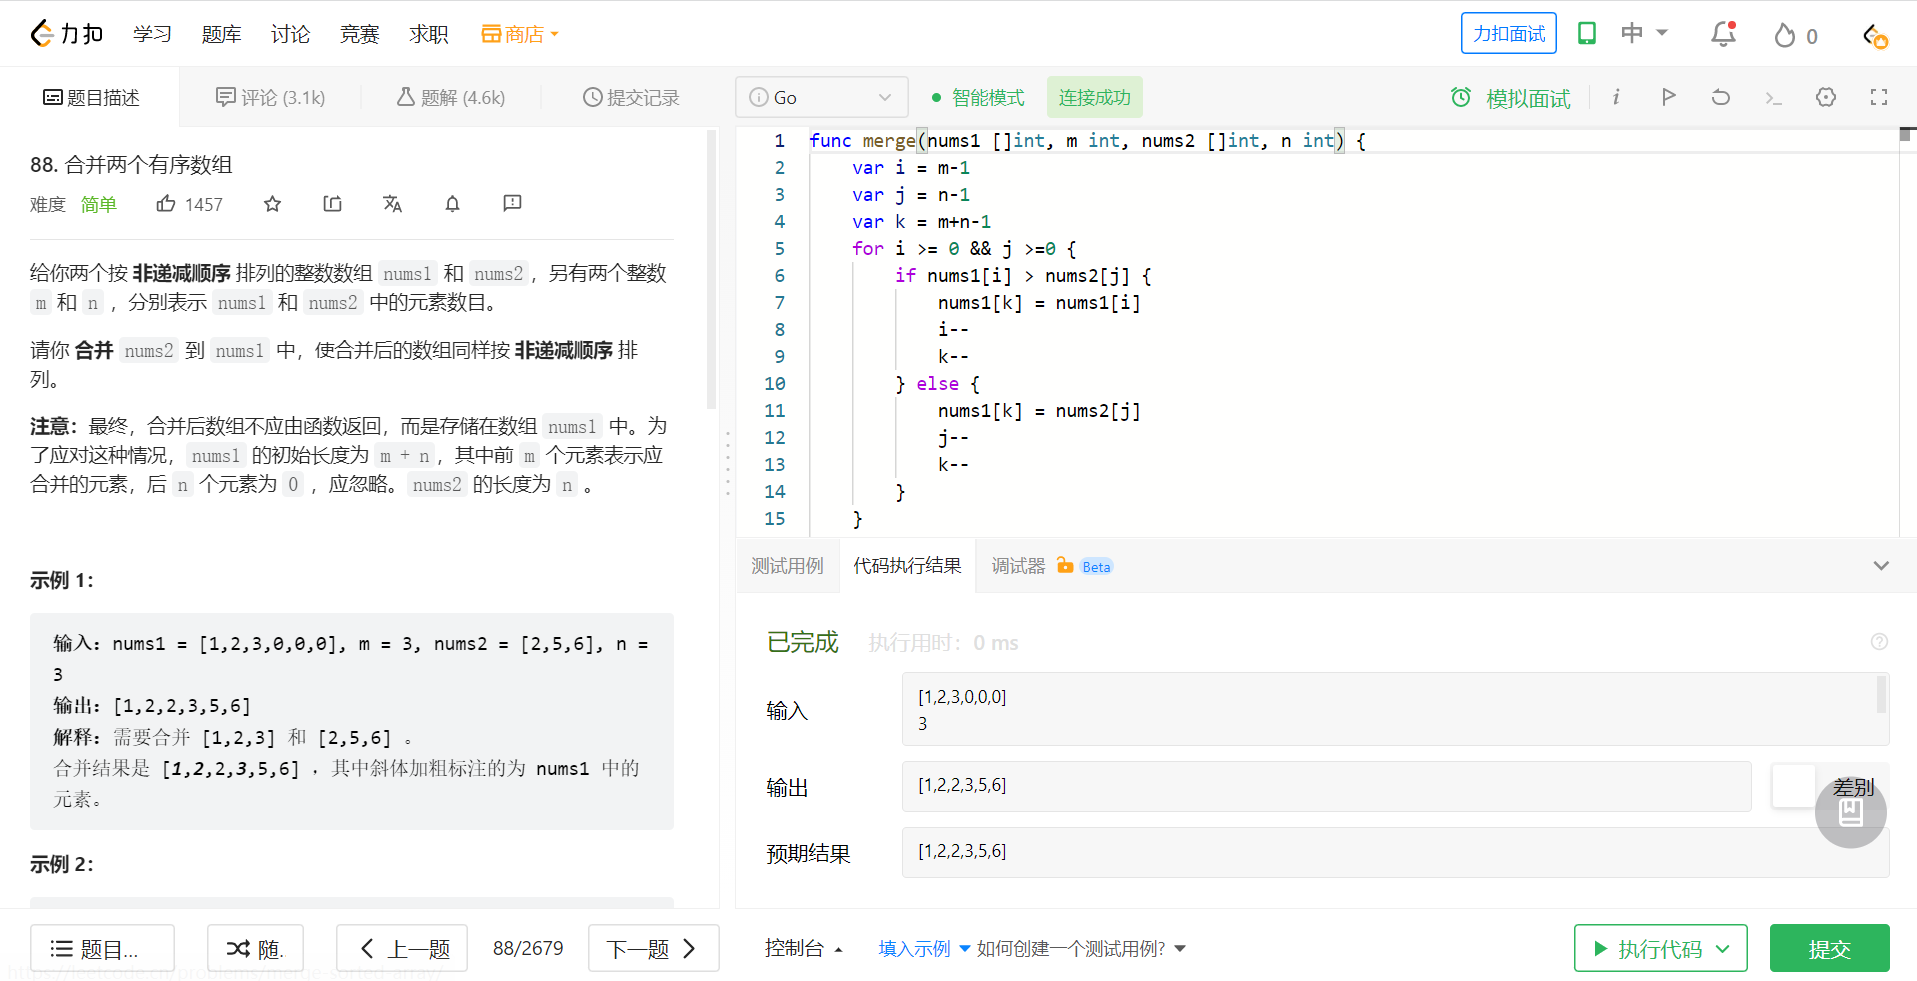 力扣 学习 题库 讨论 竞赛 求职 商店 力扣面试 中 0
题目描述 评论 (3.1k) 题解 (4.6k) 提交记录
88. 合并两个有序数组
难度 简单 1457
给你两个按 非递减顺序 排列的整数数组 nums1 和 nums2，另有两个整数
m 和 n ，分别表示 nums1 和 nums2 中的元素数目。
请你 合并 nums2 到 nums1 中，使合并后的数组同样按 非递减顺序 排
列。
注意：最终，合并后数组不应由函数返回，而是存储在数组 nums1 中。为
了应对这种情况，nums1 的初始长度为 m + n，其中前 m 个元素表示应
合并的元素，后 n 个元素为 0 ，应忽略。nums2 的长度为 n 。
示例 1：
输入：nums1 = [1,2,3,0,0,0], m = 3, nums2 = [2,5,6], n =
3
输出：[1,2,2,3,5,6]
解释：需要合并 [1,2,3] 和 [2,5,6] 。
合并结果是 [1,2,2,3,5,6] ，其中斜体加粗标注的为 nums1 中的
元素。
示例 2：
题目... 随. 上一题 88/2679 下一题
https://leetcode.cn/problems/merge-sorted-array/
Go 智能模式 连接成功 模拟面试
1 func merge(nums1 []int, m int, nums2 []int, n int) {
2 var i = m-1
3 var j = n-1
4 var k = m+n-1
5 for i >= 0 && j >=0 {
6 if nums1[i] > nums2[j] {
7 nums1[k] = nums1[i]
8 i--
9 k--
10 } else {
11 nums1[k] = nums2[j]
12 j--
13 k--
14 }
15 }
测试用例 代码执行结果 调试器 Beta
已完成 执行用时：0 ms
输入
[1,2,3,0,0,0]
3
输出 [1,2,2,3,5,6] 差别
预期结果 [1,2,2,3,5,6]
控制台 填入示例 如何创建一个测试用例? 执行代码 提交